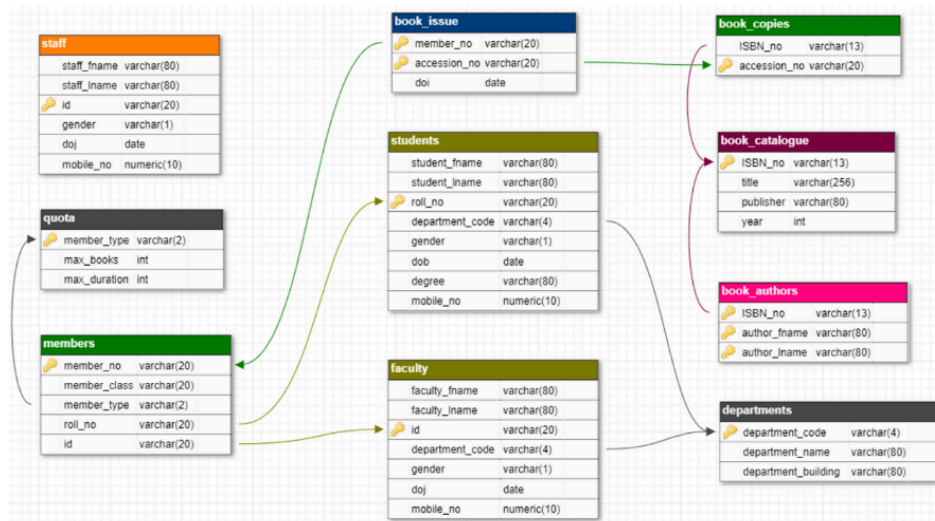 staff
staff_fname varchar(80)
staff_lname varchar(80)
id varchar(20)
gender varchar(1)
doj date
mobile_no numeric(10)
quota
member_type varchar(2)
max_books int
max_duration int
members
member_no varchar(20)
member_class varchar(20)
member_type varchar(2)
roll_no varchar(20)
id varchar(20)
book_issue
member_no varchar(20)
accession_no varchar(20)
doi date
students
student_fname varchar(80)
student_lname varchar(80)
roll_no varchar(20)
department_code varchar(4)
gender varchar(1)
dob date
degree varchar(80)
mobile_no numeric(10)
faculty
faculty_fname varchar(80)
faculty_lname varchar(80)
id varchar(20)
department_code varchar(4)
gender varchar(1)
doj date
mobile_no numeric(10)
book_copies
ISBN_no varchar(13)
accession_no varchar(20)
book_catalogue
ISBN_no varchar(13)
title varchar(256)
publisher varchar(80)
year int
book_authors
ISBN_no varchar(13)
author_fname varchar(80)
author_lname varchar(80)
departments
department_code varchar(4)
department_name varchar(80)
department_building varchar(80)